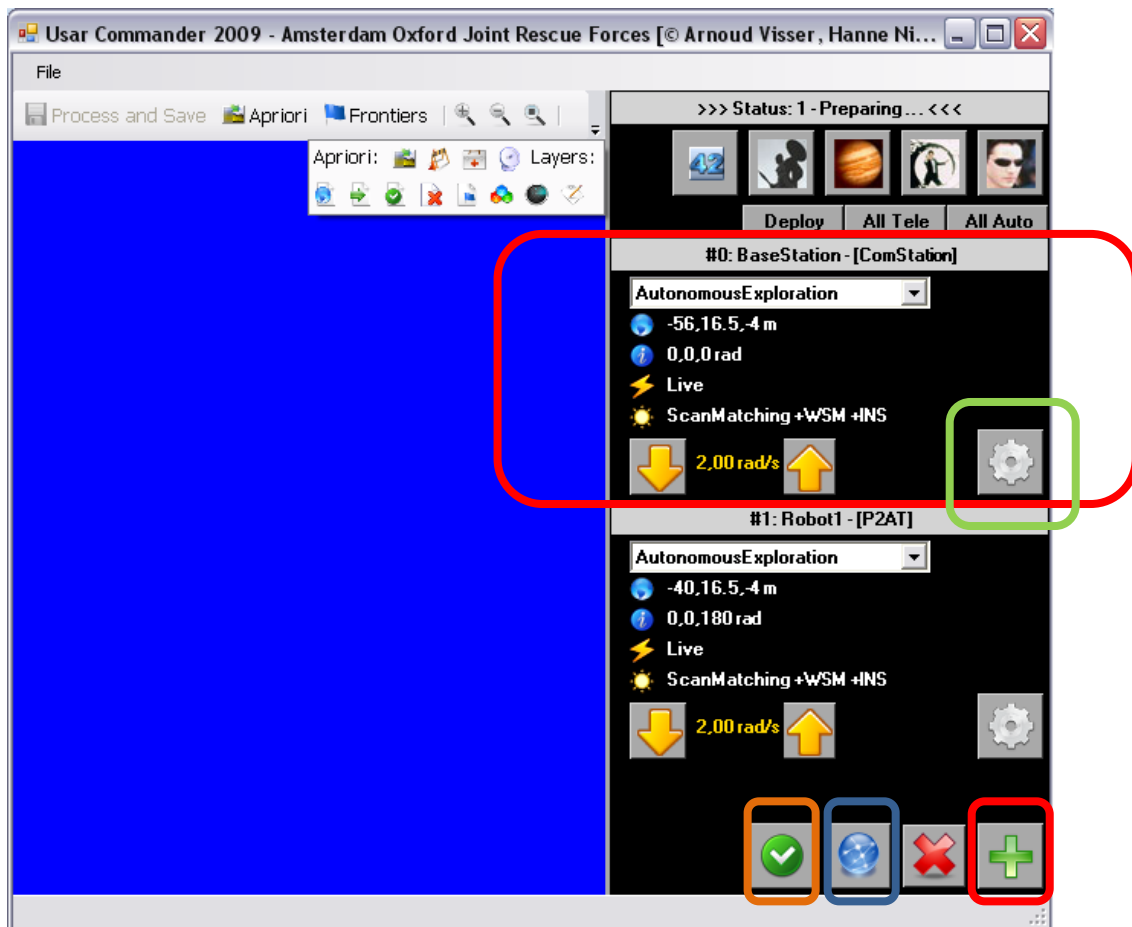 Usar Commander 2009 - Amsterdam Oxford Joint Rescue Forces [© Arnoud Visser, Hanne Ni...
File
Process and Save Apriori Frontiers
Apriori: Layers:
>>> Status: 1 - Preparing... <<<
42
Deploy All Tele All Auto
#0: BaseStation - [ComStation]
AutonomousExploration
-56,16.5,-4 m
0,0,0 rad
Live
ScanMatching +WSM +INS
2,00 rad/s
#1: Robot1 - [P2AT]
AutonomousExploration
-40,16.5,-4 m
0,0,180 rad
Live
ScanMatching +WSM +INS
2,00 rad/s